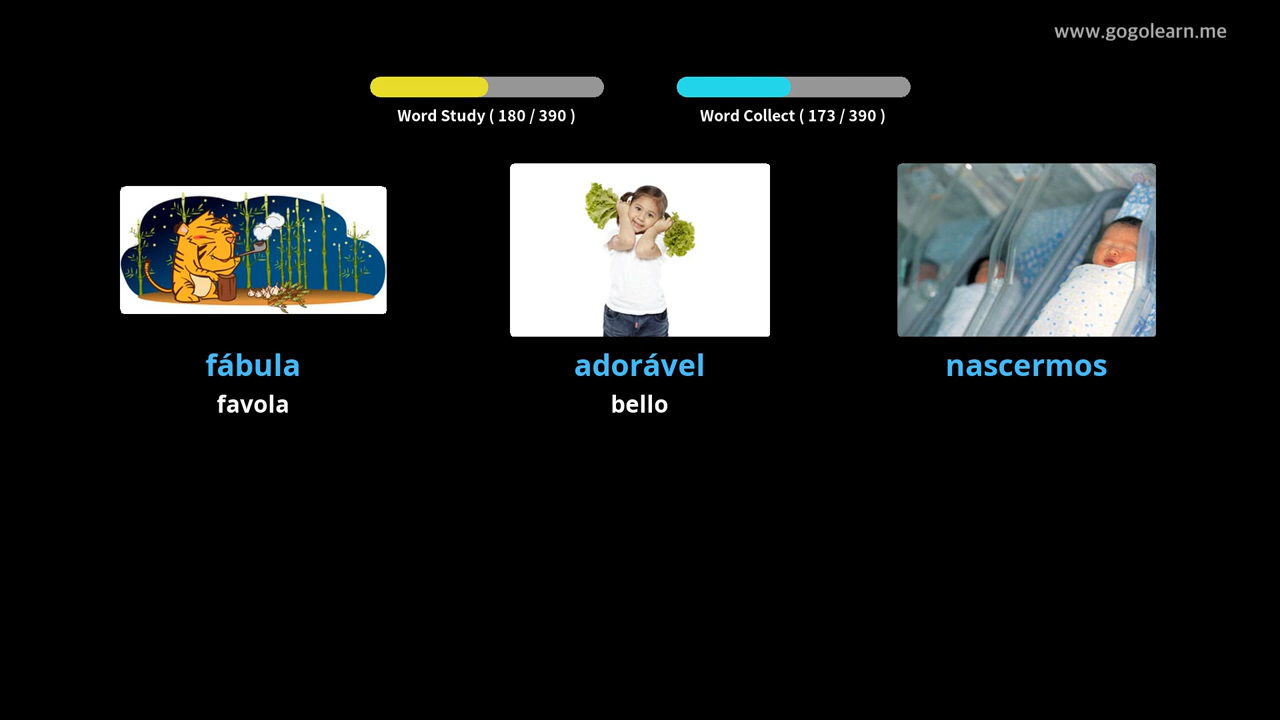 www.gogolearn.me
Word Study ( 180 / 390 )
Word Collect ( 173 / 390 )
fábula
favola
adorável
bello
nascermos